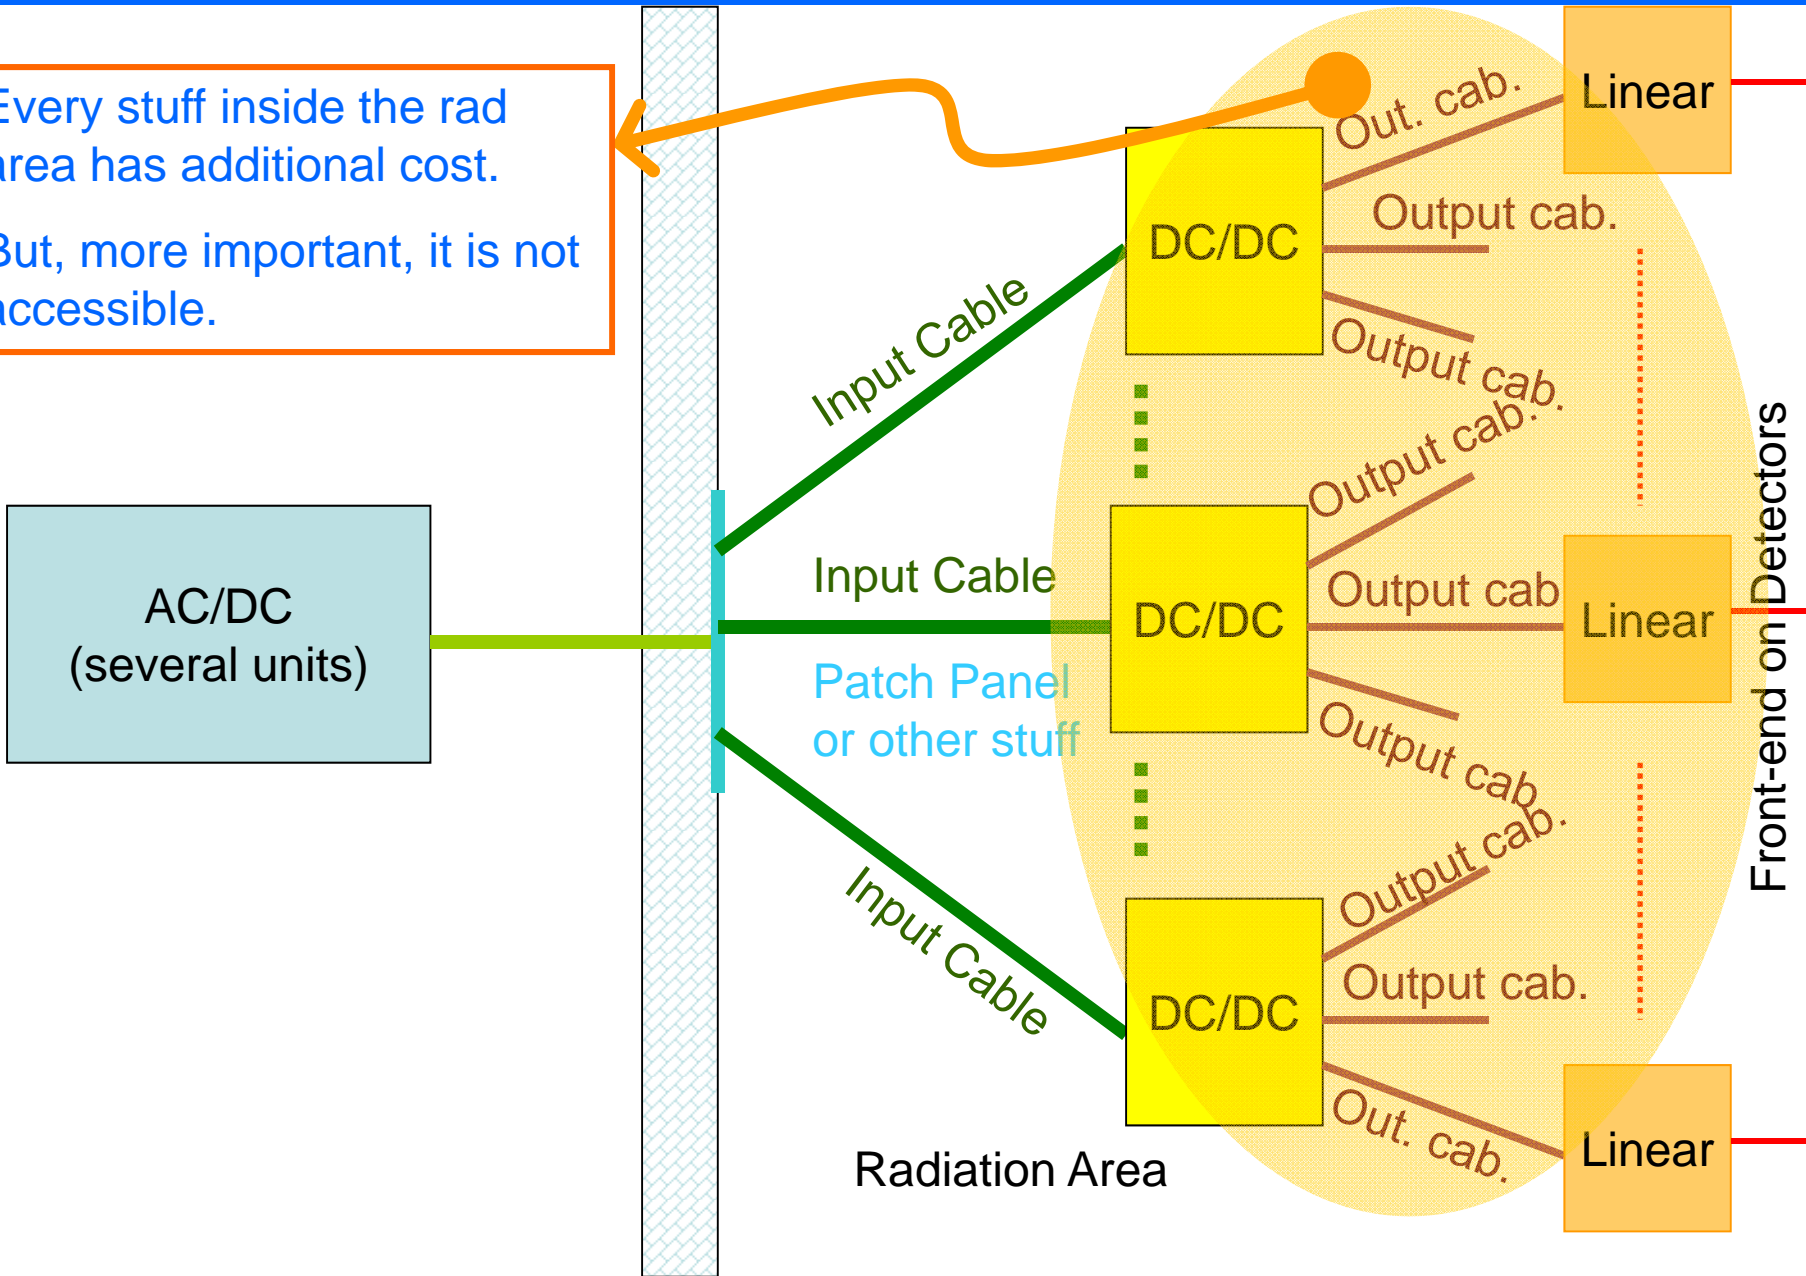 Every stuff inside the rad
area has additional cost.
But, more important, it is not
accessible.
AC/DC
(several units)
Input Cable
Input Cable
Patch Panel
or other stuff
Input Cable
Radiation Area
DC/DC
DC/DC
DC/DC
Out. cab.
Output cab.
Output cab.
Output cab.
Output cab
Output cab.
Output cab.
Output cab.
Out. cab.
Linear
Linear
Linear
Front-end on Detectors